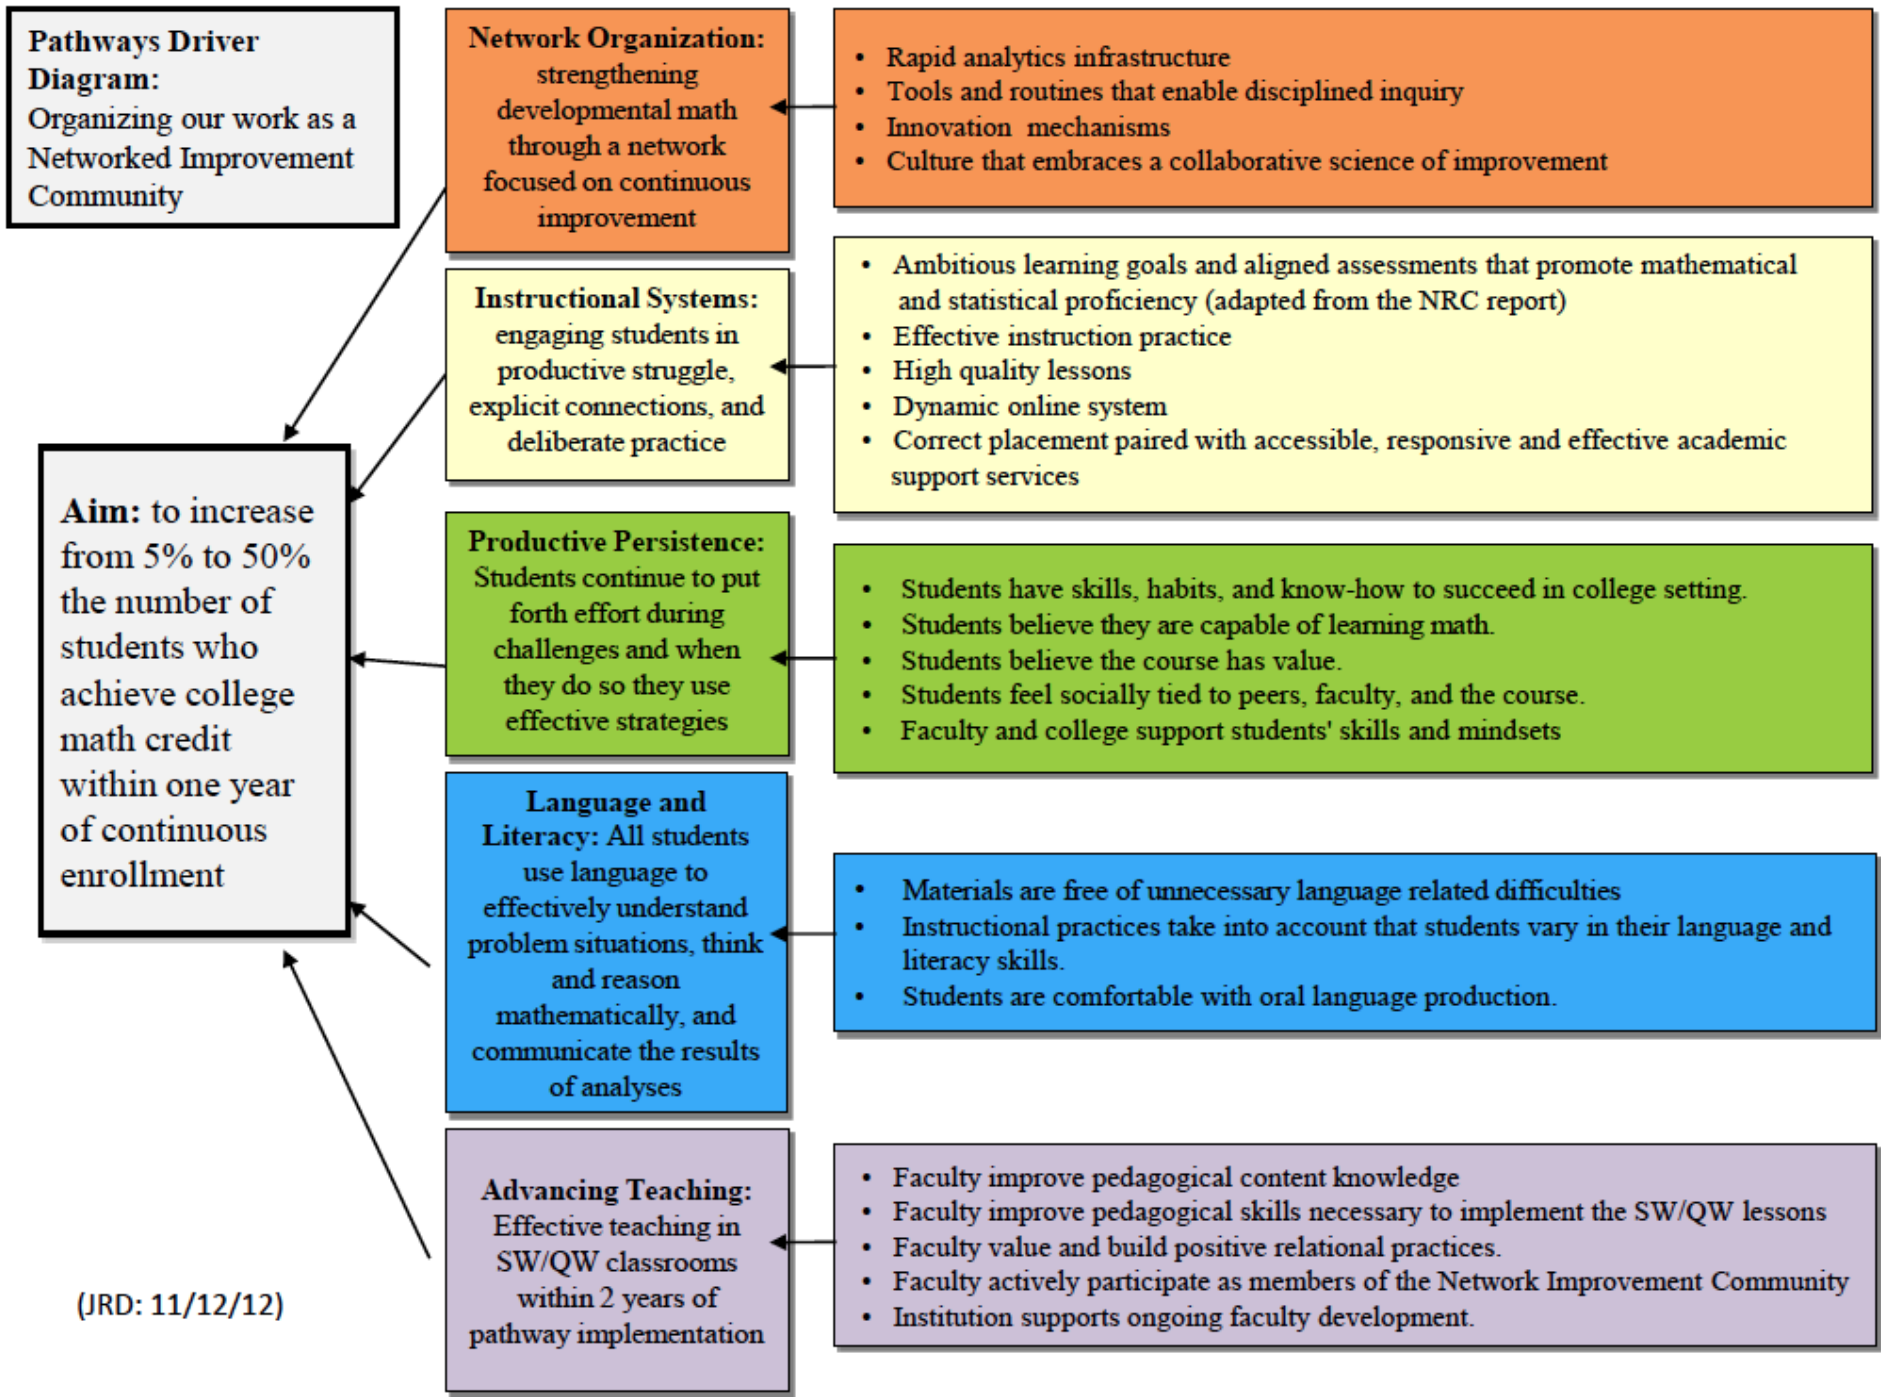 Pathways Driver
Diagram:
Organizing our work as a
Networked Improvement
Community
Network Organization:
strengthening
developmental math
through a network
focused on continuous
improvement
• Rapid analytics infrastructure
• Tools and routines that enable disciplined inquiry
• Innovation mechanisms
• Culture that embraces a collaborative science of improvement
Instructional Systems:
engaging students in
productive struggle,
explicit connections, and
deliberate practice
• Ambitious learning goals and aligned assessments that promote mathematical
and statistical proficiency (adapted from the NRC report)
• Effective instruction practice
• High quality lessons
• Dynamic online system
• Correct placement paired with accessible, responsive and effective academic
support services
Aim: to increase
from 5% to 50%
the number of
students who
achieve college
math credit
within one year
of continuous
enrollment
Productive Persistence:
Students continue to put
forth effort during
challenges and when
they do so they use
effective strategies
• Students have skills, habits, and know-how to succeed in college setting.
• Students believe they are capable of learning math.
• Students believe the course has value.
• Students feel socially tied to peers, faculty, and the course.
• Faculty and college support students' skills and mindsets
Language and
Literacy: All students
use language to
effectively understand
problem situations, think
and reason
mathematically, and
communicate the results
of analyses
• Materials are free of unnecessary language related difficulties
• Instructional practices take into account that students vary in their language and
literacy skills.
• Students are comfortable with oral language production.
Advancing Teaching:
Effective teaching in
SW/QW classrooms
within 2 years of
pathway implementation
• Faculty improve pedagogical content knowledge
• Faculty improve pedagogical skills necessary to implement the SW/QW lessons
• Faculty value and build positive relational practices.
• Faculty actively participate as members of the Network Improvement Community
• Institution supports ongoing faculty development.
(JRD: 11/12/12)